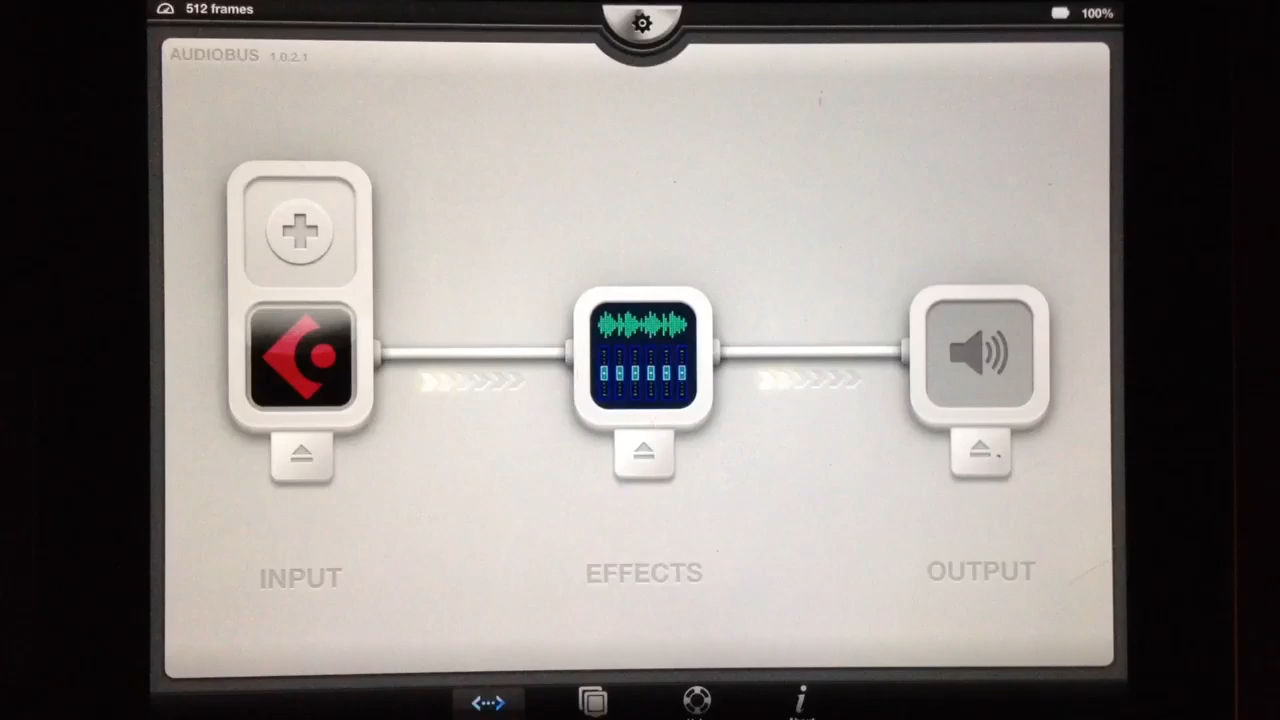 512 frames
100%
AUDIOBUS 1.0.2.1
INPUT
EFFECTS
OUTPUT